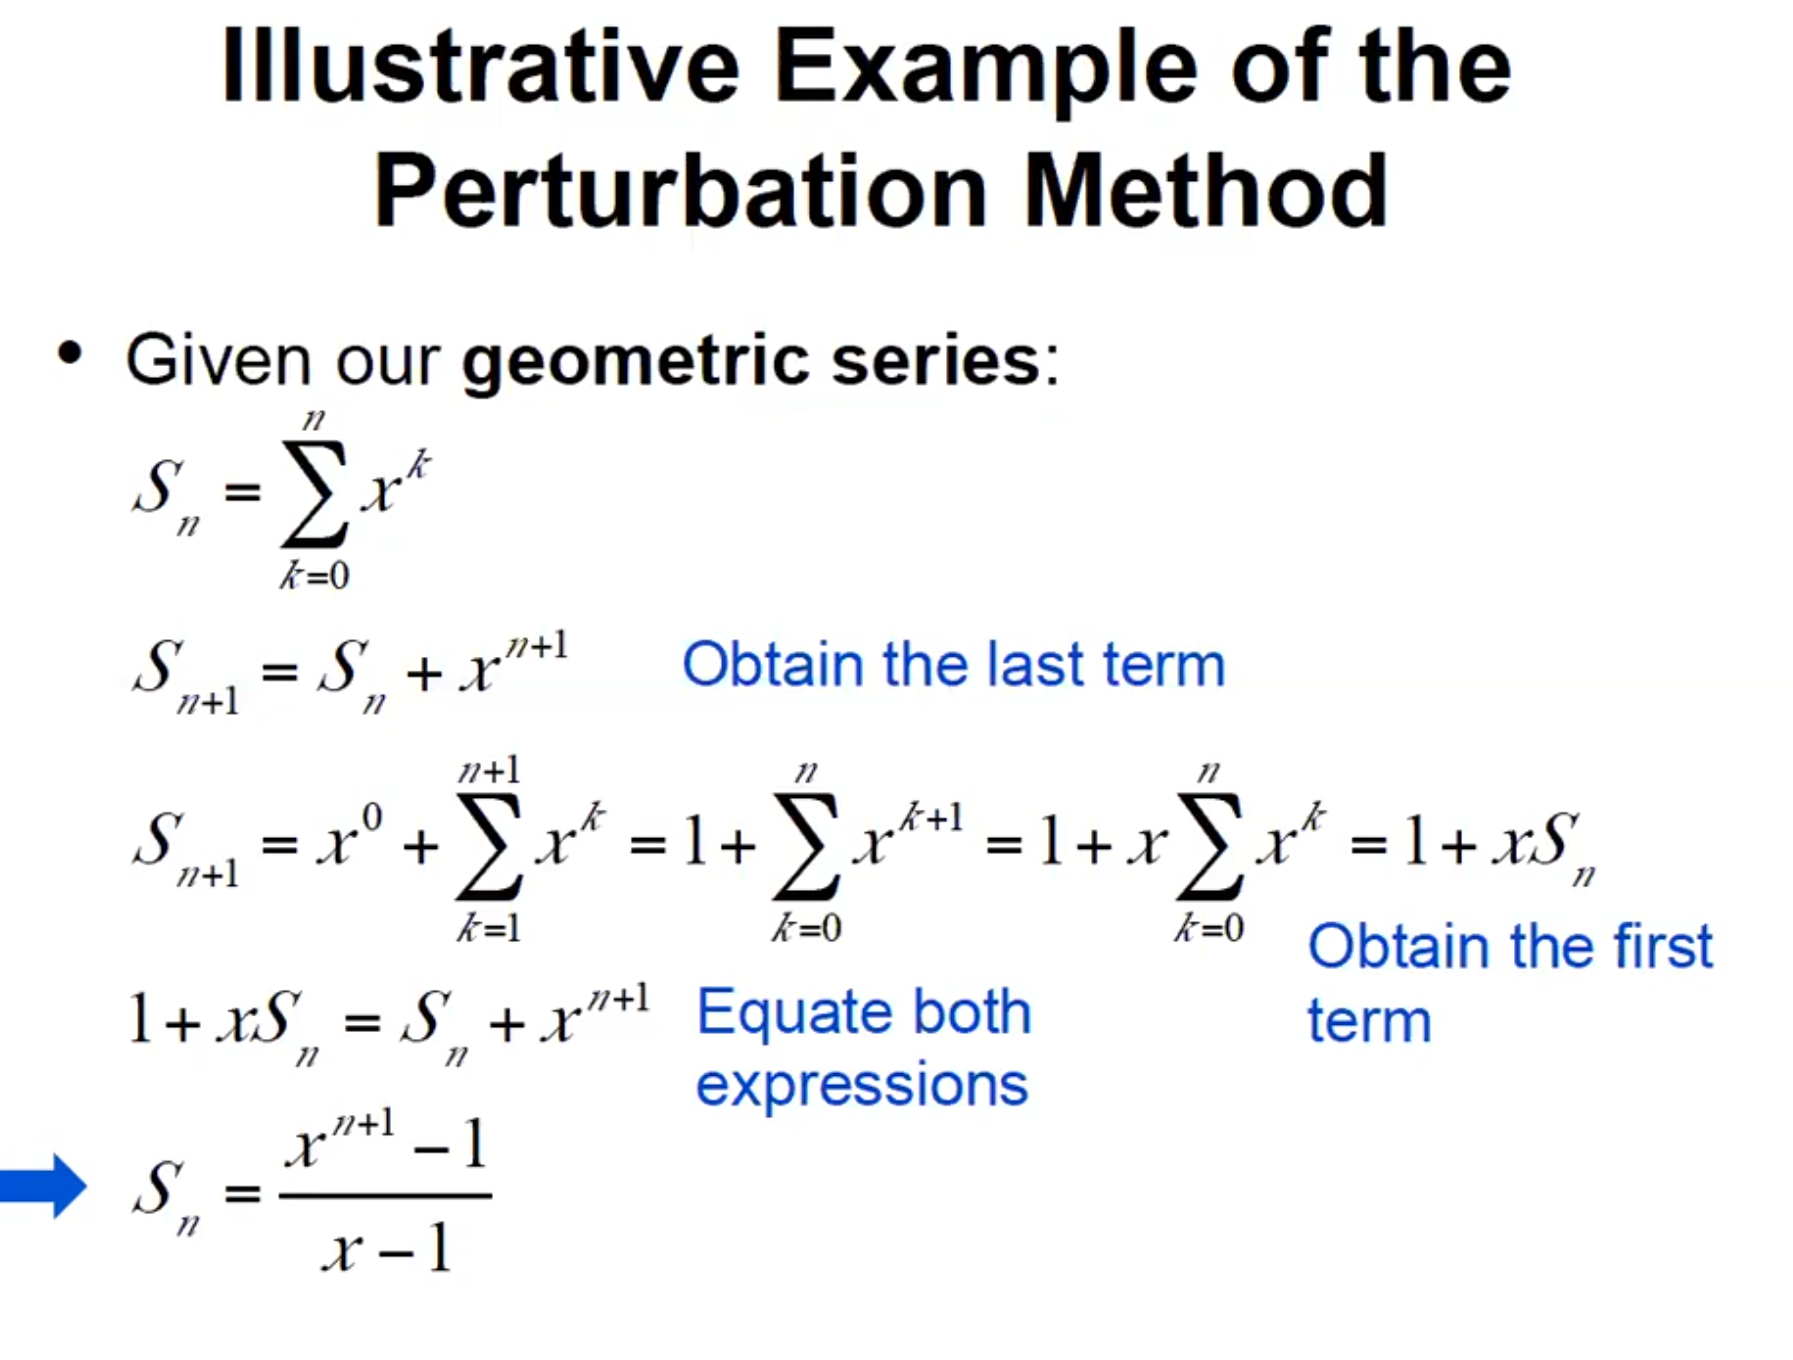 Illustrative Example of the
Perturbation Method
• Given our geometric series:
$S_n = \sum_{k=0}^{n} x^k$
$S_{n+1} = S_n + x^{n+1}$ Obtain the last term
$S_{n+1} = x^0 + \sum_{k=1}^{n+1} x^k = 1 + \sum_{k=0}^{n} x^{k+1} = 1 + x \sum_{k=0}^{n} x^k = 1 + xS_n$
Obtain the first
term
$1 + xS_n = S_n + x^{n+1}$ Equate both
expressions
$S_n = \frac{x^{n+1} - 1}{x - 1}$